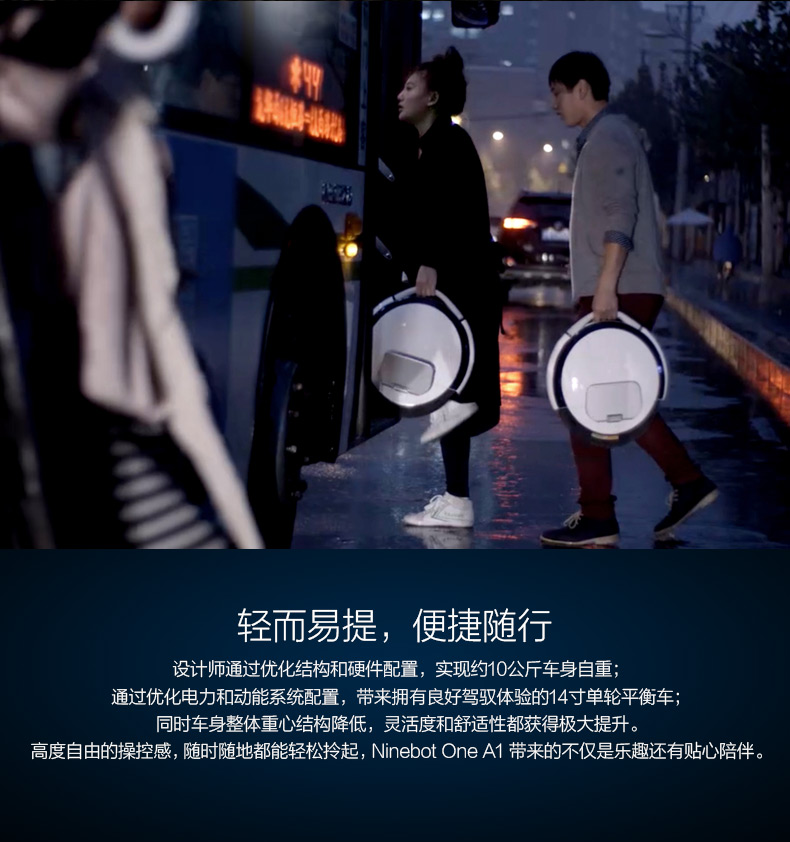 44
轻而易提，便捷随行
设计师通过优化结构和硬件配置，实现约10公斤车身自重；
通过优化电力和动能系统配置，带来拥有良好驾驭体验的14寸单轮平衡车；
同时车身整体重心结构降低，灵活度和舒适性都获得极大提升。
高度自由的操控感，随时随地都能轻松拎起，Ninebot One A1 带来的不仅是乐趣还有贴心陪伴。